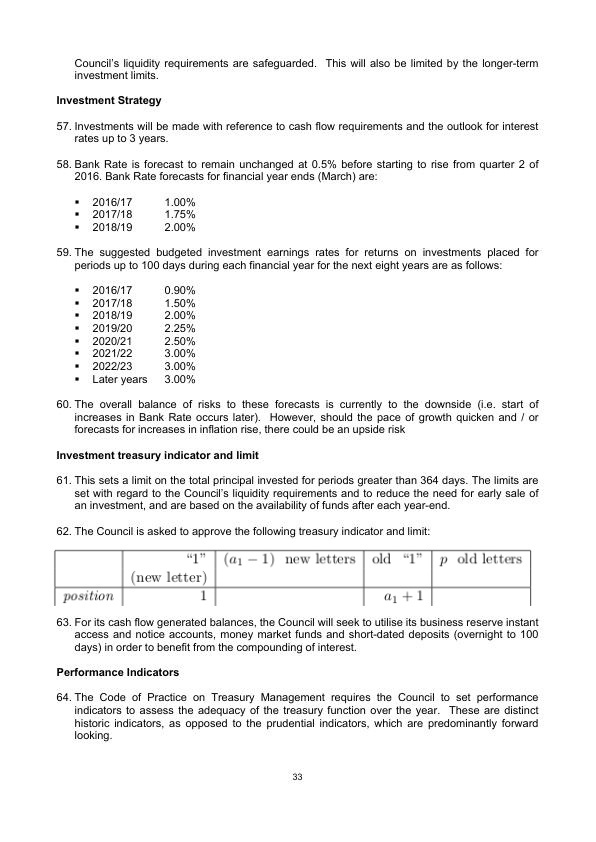 Council's liquidity requirements are safeguarded.  This will also be limited by the longer-term
investment limits.
Investment Strategy
57. Investments will be made with reference to cash flow requirements and the outlook for interest
rates up to 3 years.
58. Bank Rate is forecast to remain unchanged at 0.5% before starting to rise from quarter 2 of
2016. Bank Rate forecasts for financial year ends (March) are:
▪ 2016/17 1.00%
▪ 2017/18 1.75%
▪ 2018/19 2.00%
59. The suggested budgeted investment earnings rates for returns on investments placed for
periods up to 100 days during each financial year for the next eight years are as follows:
▪ 2016/17 0.90%
▪ 2017/18 1.50%
▪ 2018/19 2.00%
▪ 2019/20 2.25%
▪ 2020/21 2.50%
▪ 2021/22 3.00%
▪ 2022/23 3.00%
▪ Later years 3.00%
60. The overall balance of risks to these forecasts is currently to the downside (i.e. start of
increases in Bank Rate occurs later).  However, should the pace of growth quicken and / or
forecasts for increases in inflation rise, there could be an upside risk
Investment treasury indicator and limit
61. This sets a limit on the total principal invested for periods greater than 364 days. The limits are
set with regard to the Council's liquidity requirements and to reduce the need for early sale of
an investment, and are based on the availability of funds after each year-end.
62. The Council is asked to approve the following treasury indicator and limit:
"1" (a₁ − 1) new letters old "1" p old letters
(new letter)
position 1 a₁ + 1
63. For its cash flow generated balances, the Council will seek to utilise its business reserve instant
access and notice accounts, money market funds and short-dated deposits (overnight to 100
days) in order to benefit from the compounding of interest.
Performance Indicators
64. The Code of Practice on Treasury Management requires the Council to set performance
indicators to assess the adequacy of the treasury function over the year.  These are distinct
historic indicators, as opposed to the prudential indicators, which are predominantly forward
looking.
33